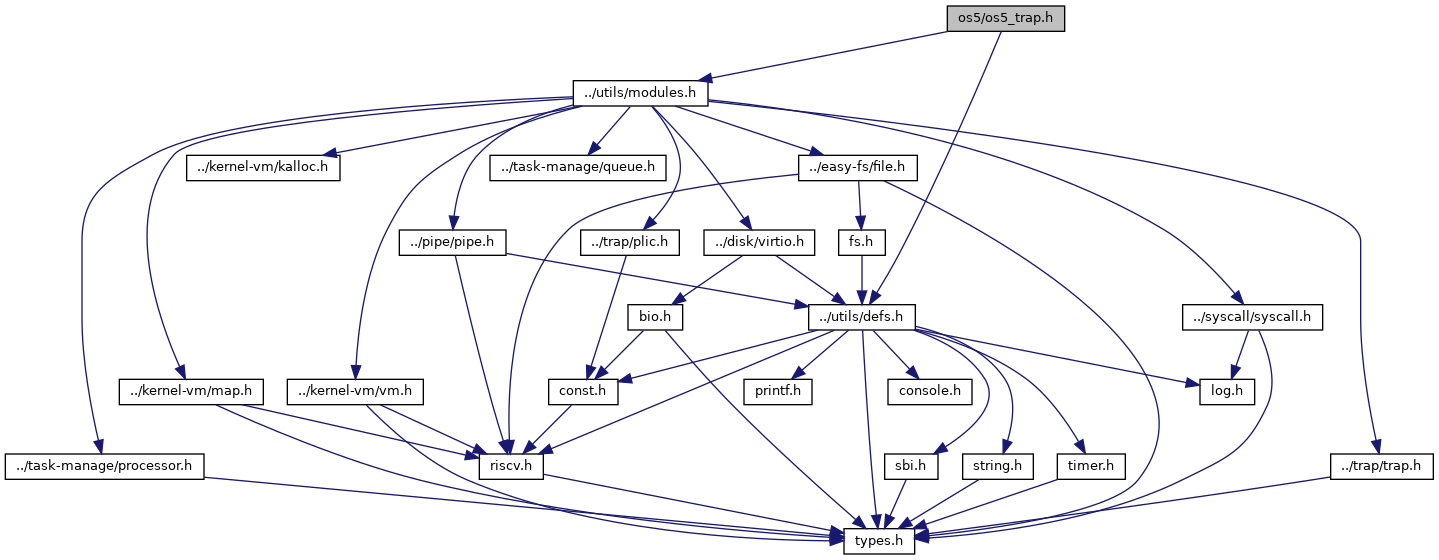 os5/os5_trap.h
../utils/modules.h
../kernel-vm/kalloc.h
../task-manage/queue.h
../easy-fs/file.h
../pipe/pipe.h
../trap/plic.h
../disk/virtio.h
fs.h
bio.h
../utils/defs.h
../syscall/syscall.h
../kernel-vm/map.h
../kernel-vm/vm.h
const.h
printf.h
console.h
log.h
../task-manage/processor.h
riscv.h
sbi.h
string.h
timer.h
../trap/trap.h
types.h